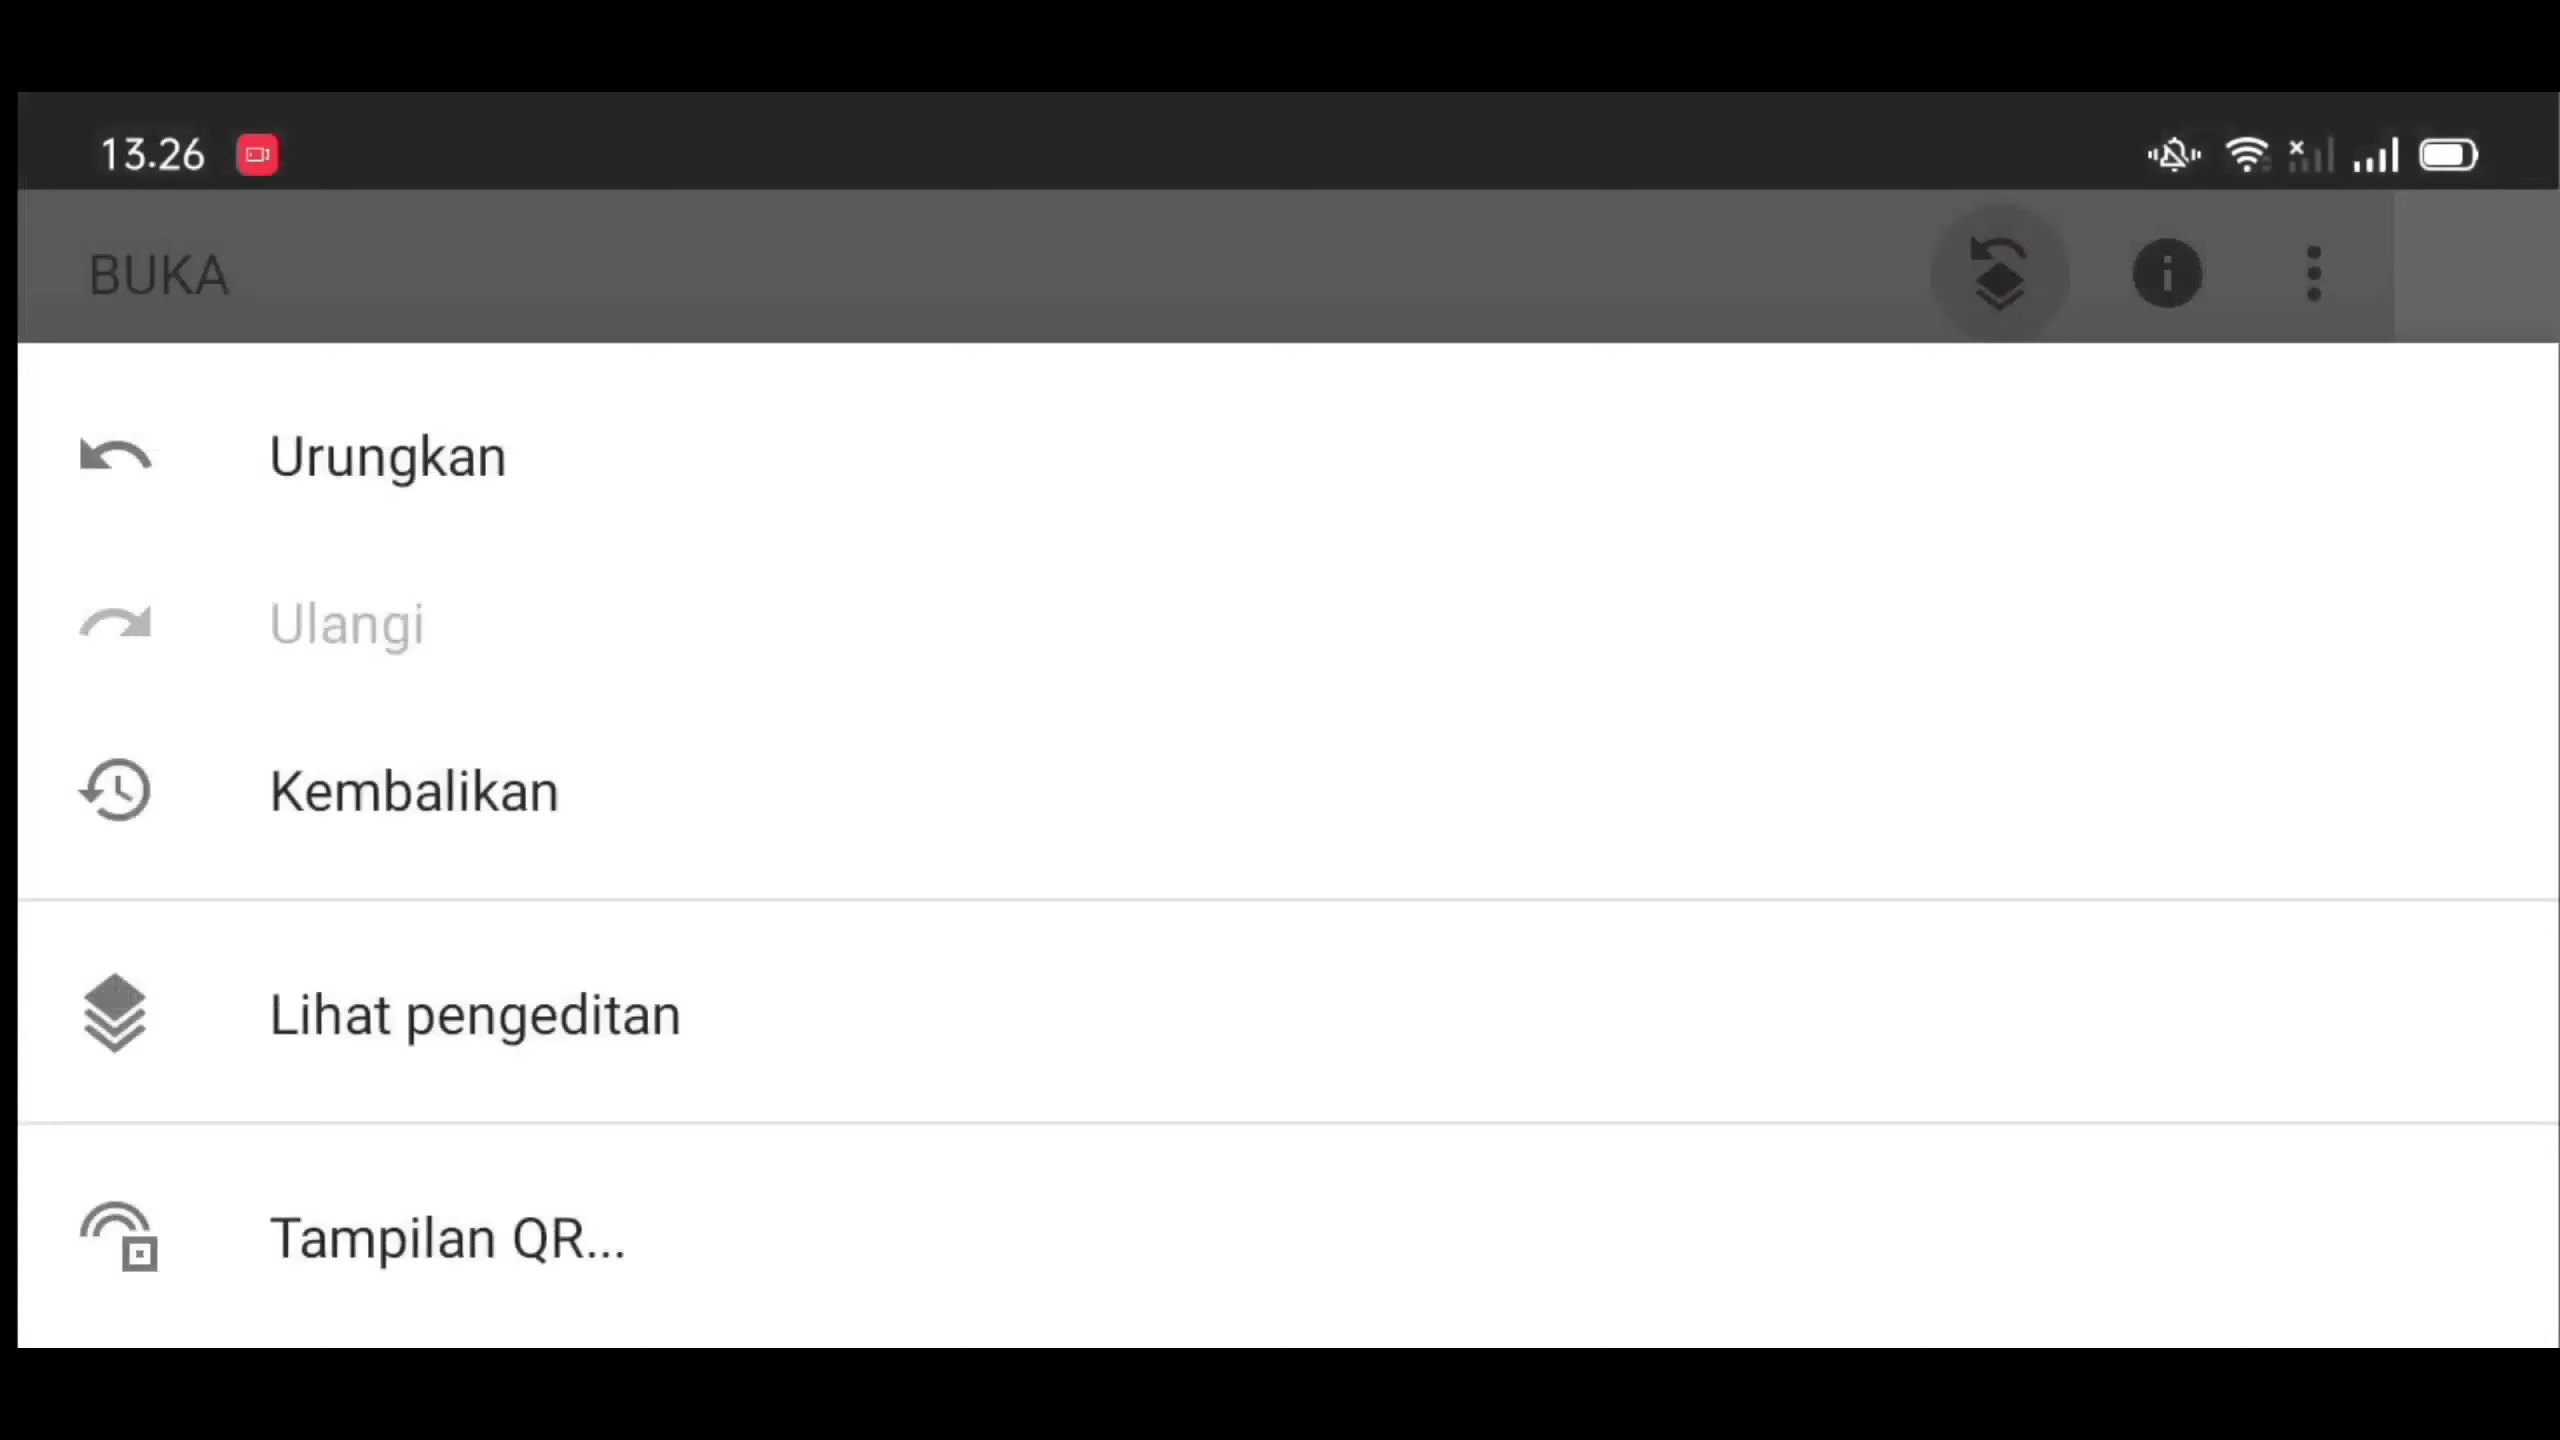 13.26
BUKA
Urungkan
Ulangi
Kembalikan
Lihat pengeditan
Tampilan QR...